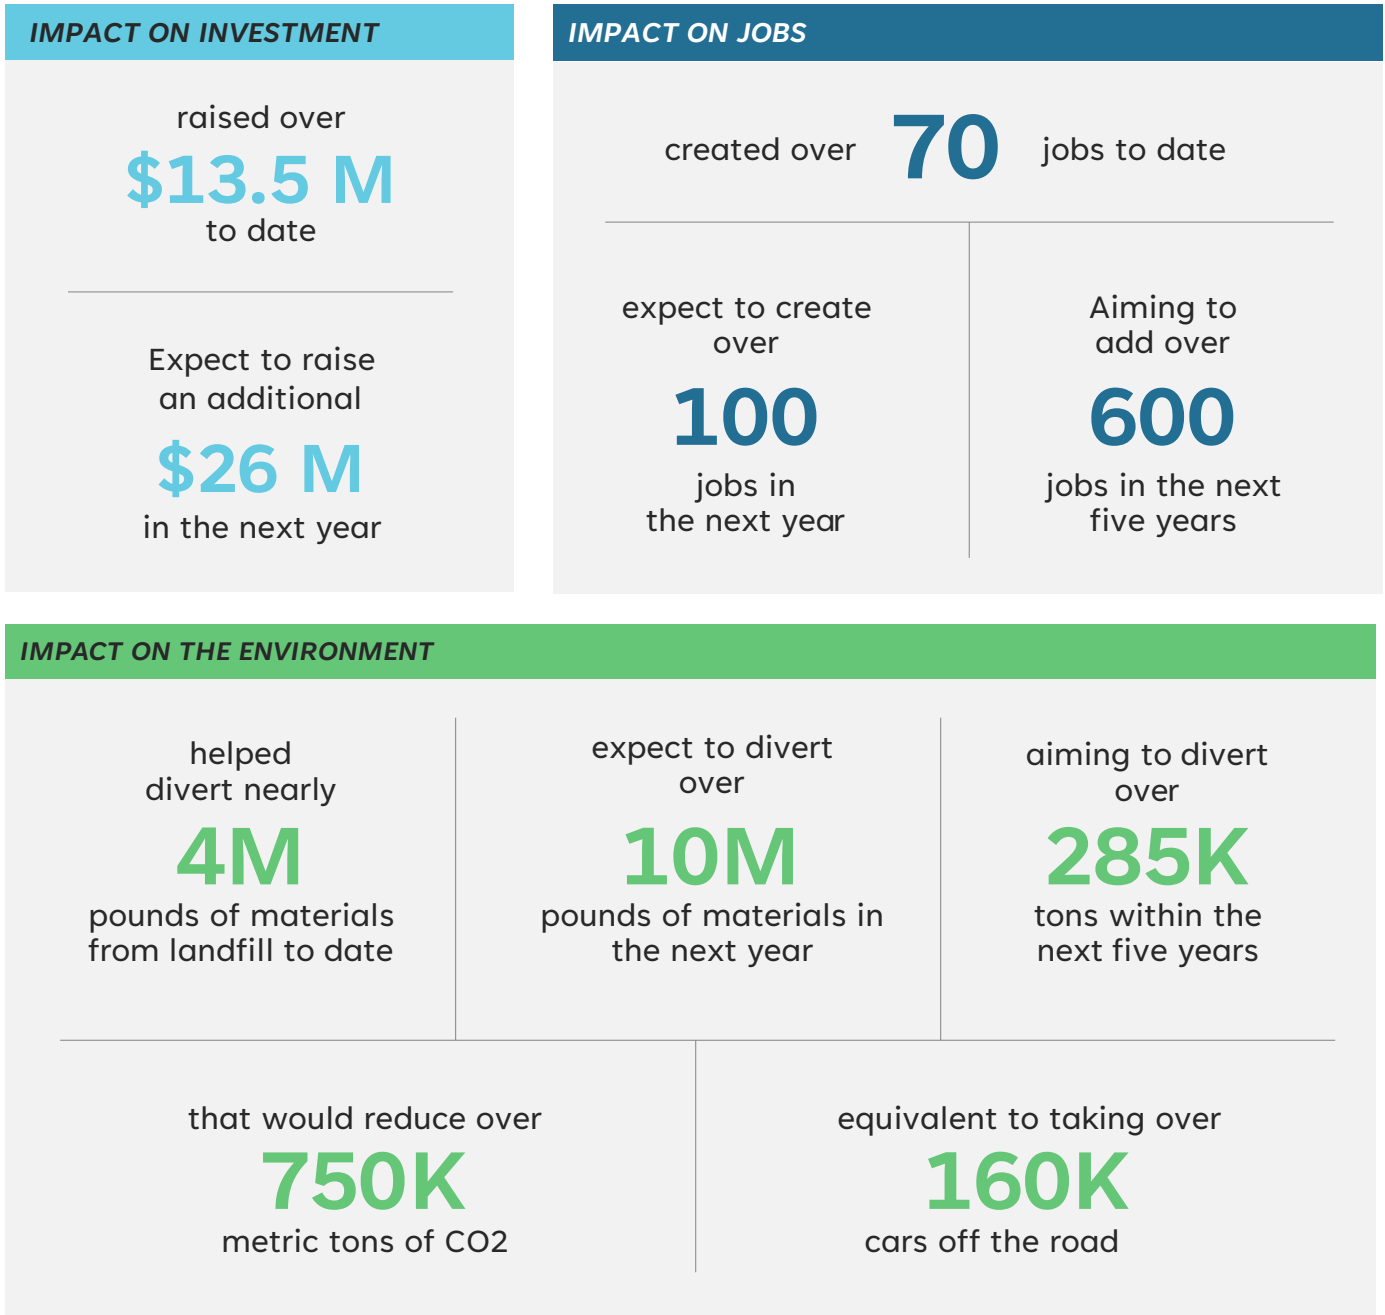 IMPACT ON INVESTMENT
raised over
$13.5 M
to date
Expect to raise
an additional
$26 M
in the next year
IMPACT ON JOBS
created over 70 jobs to date
expect to create
over
100
jobs in
the next year
Aiming to
add over
600
jobs in the next
five years
IMPACT ON THE ENVIRONMENT
helped
divert nearly
4M
pounds of materials
from landfill to date
expect to divert
over
10M
pounds of materials in
the next year
aiming to divert
over
285K
tons within the
next five years
that would reduce over
750K
metric tons of CO2
equivalent to taking over
160K
cars off the road